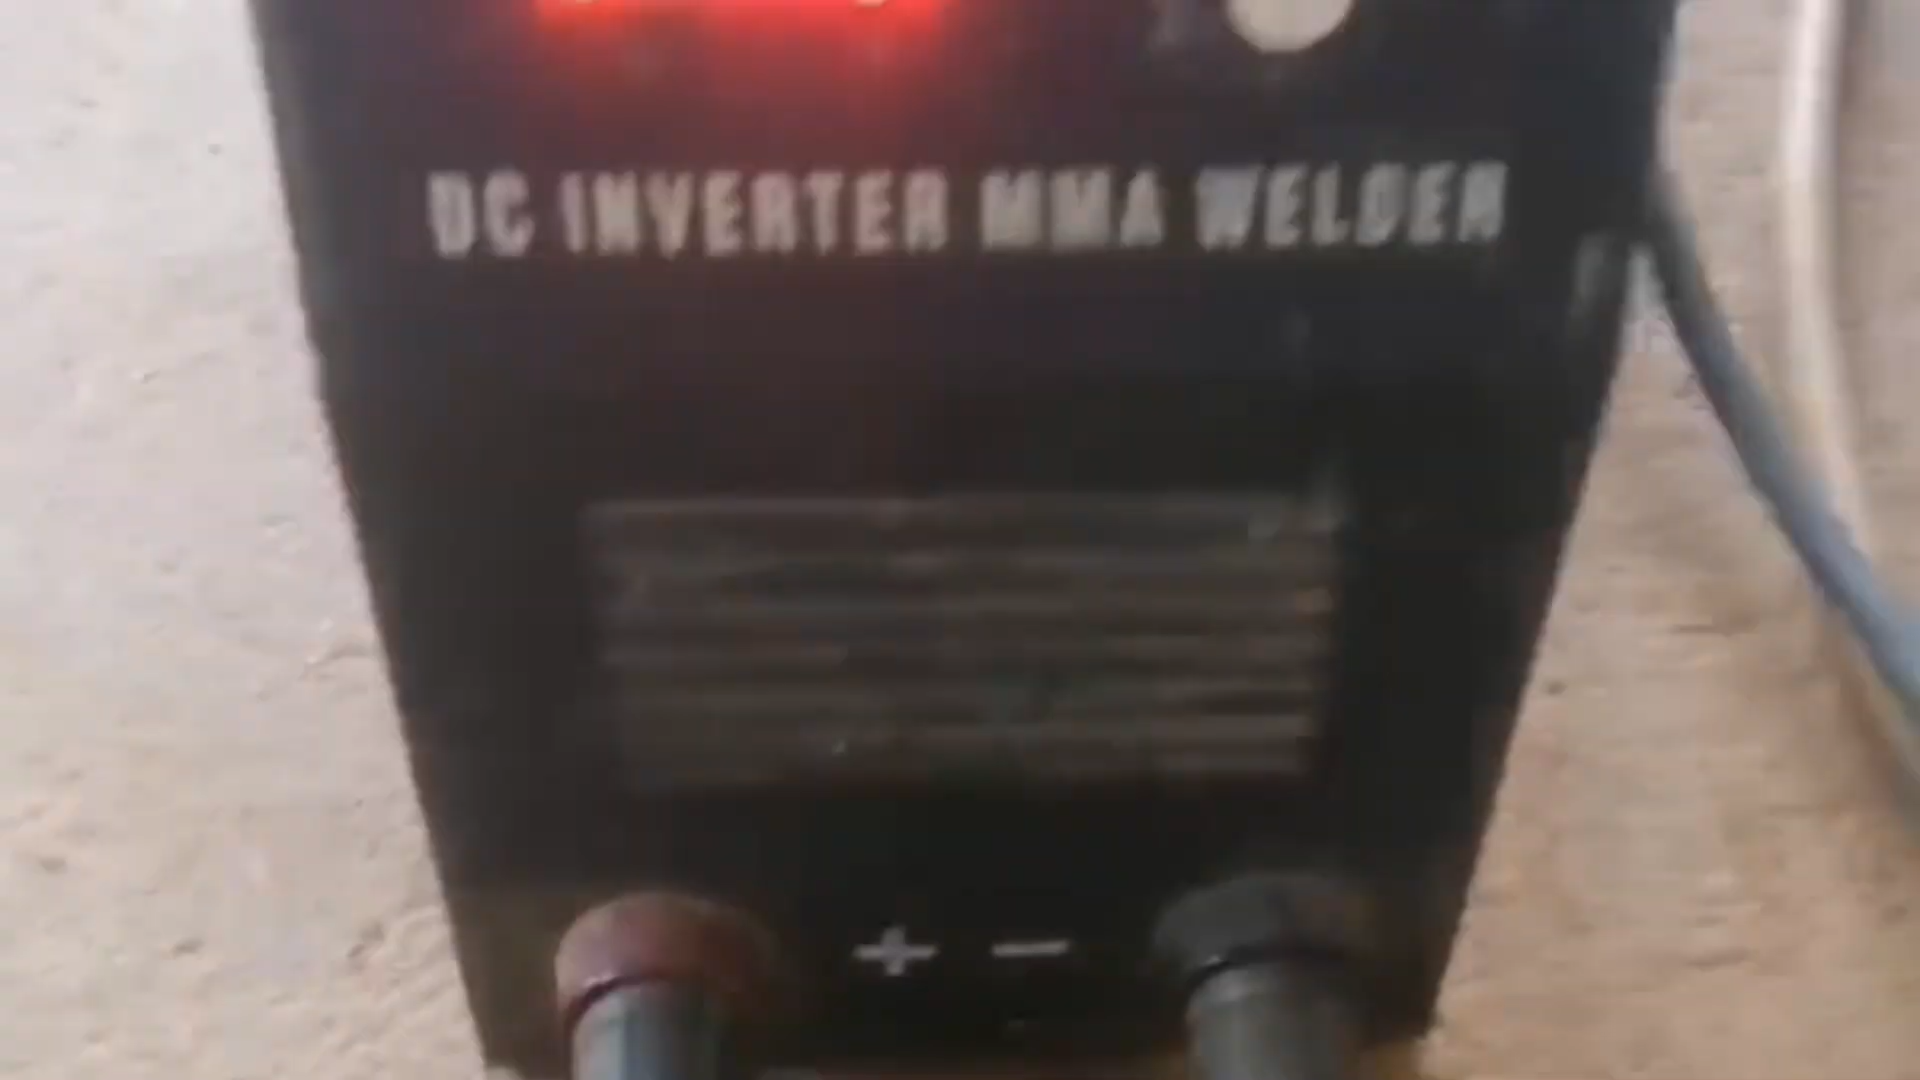 DC INVERTER MMA WELDER
+ −